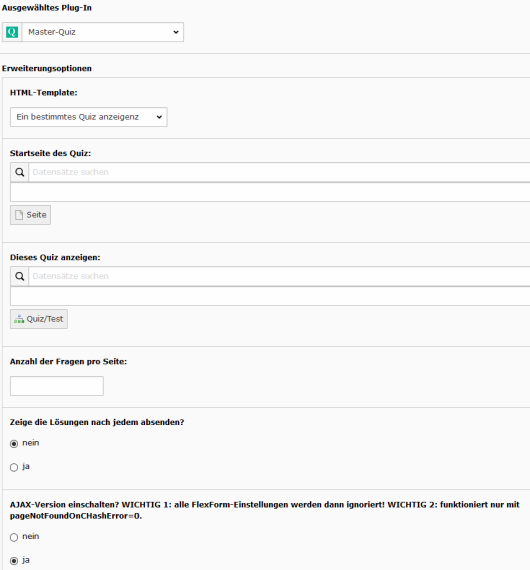 Ausgewähltes Plug-In
Q Master-Quiz
Erweiterungsoptionen
HTML-Template:
Ein bestimmtes Quiz anzeigenz
Startseite des Quiz:
Datensätze suchen
Seite
Dieses Quiz anzeigen:
Datensätze suchen
Quiz/Test
Anzahl der Fragen pro Seite:
Zeige die Lösungen nach jedem absenden?
nein
ja
AJAX-Version einschalten? WICHTIG 1: alle FlexForm-Einstellungen werden dann ignoriert! WICHTIG 2: funktioniert nur mit
pageNotFoundOnCHashError=0.
nein
ja